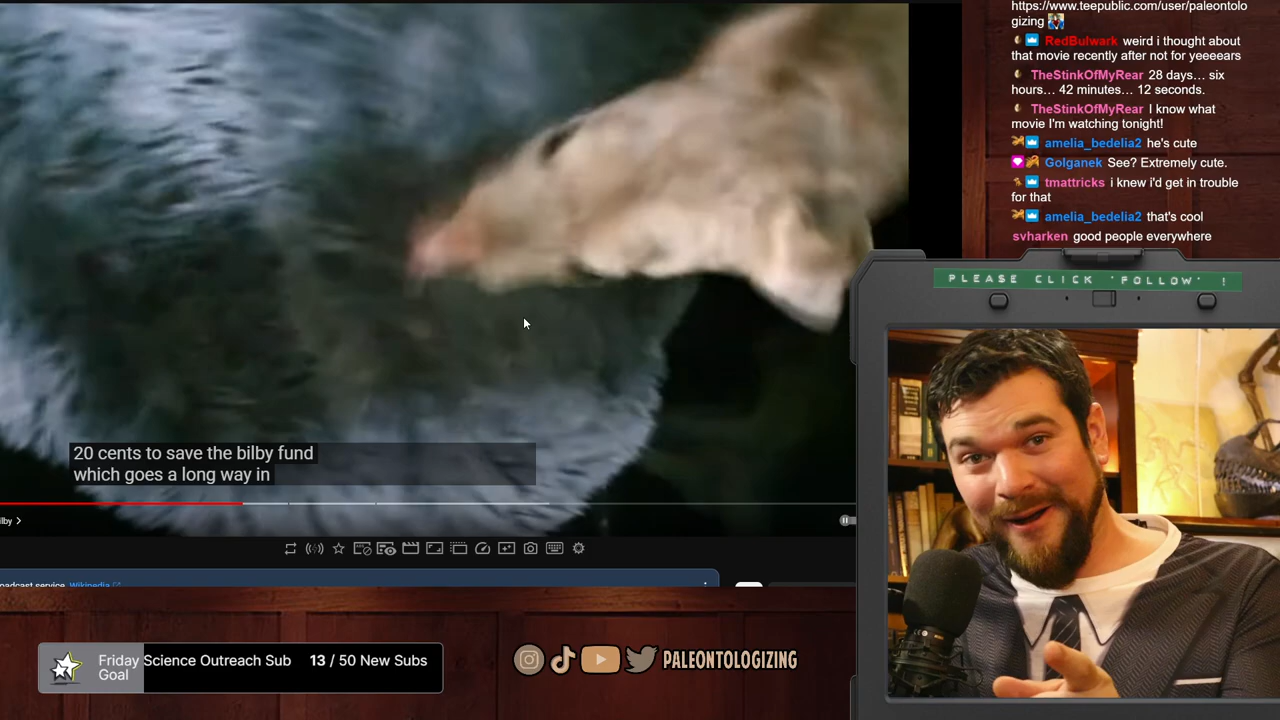 https://www.teepublic.com/user/paleontolo
gizing
RedBulwark weird i thought about
that movie recently after not for yeeeears
TheStinkOfMyRear 28 days… six
hours… 42 minutes… 12 seconds.
TheStinkOfMyRear I know what
movie I'm watching tonight!
amelia_bedelia2 he's cute
Golganek See? Extremely cute.
tmattricks i knew i'd get in trouble
for that
amelia_bedelia2 that's cool
svharken good people everywhere
PLEASE CLICK "FOLLOW" !
20 cents to save the bilby fund
which goes a long way in
ilby >
oadcast service. Wikipedia
Friday Science Outreach Sub Goal 13 / 50 New Subs
PALEONTOLOGIZING